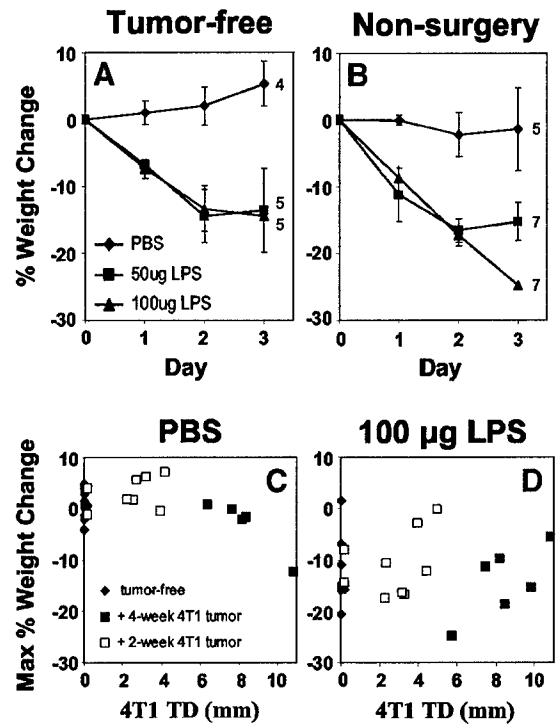 Tumor-free Non-surgery
% Weight Change
10
0
-10
-20
-30
A
4
5
5
PBS
50ug LPS
100ug LPS
0 1 2 3
Day
10
0
-10
-20
-30
B
5
7
7
0 1 2 3
Day
PBS 100 µg LPS
Max % Weight Change
10
0
-10
-20
-30
C
tumor-free
+ 4-week 4T1 tumor
+ 2-week 4T1 tumor
0 2 4 6 8 10
4T1 TD (mm)
10
0
-10
-20
-30
D
0 2 4 6 8 10
4T1 TD (mm)